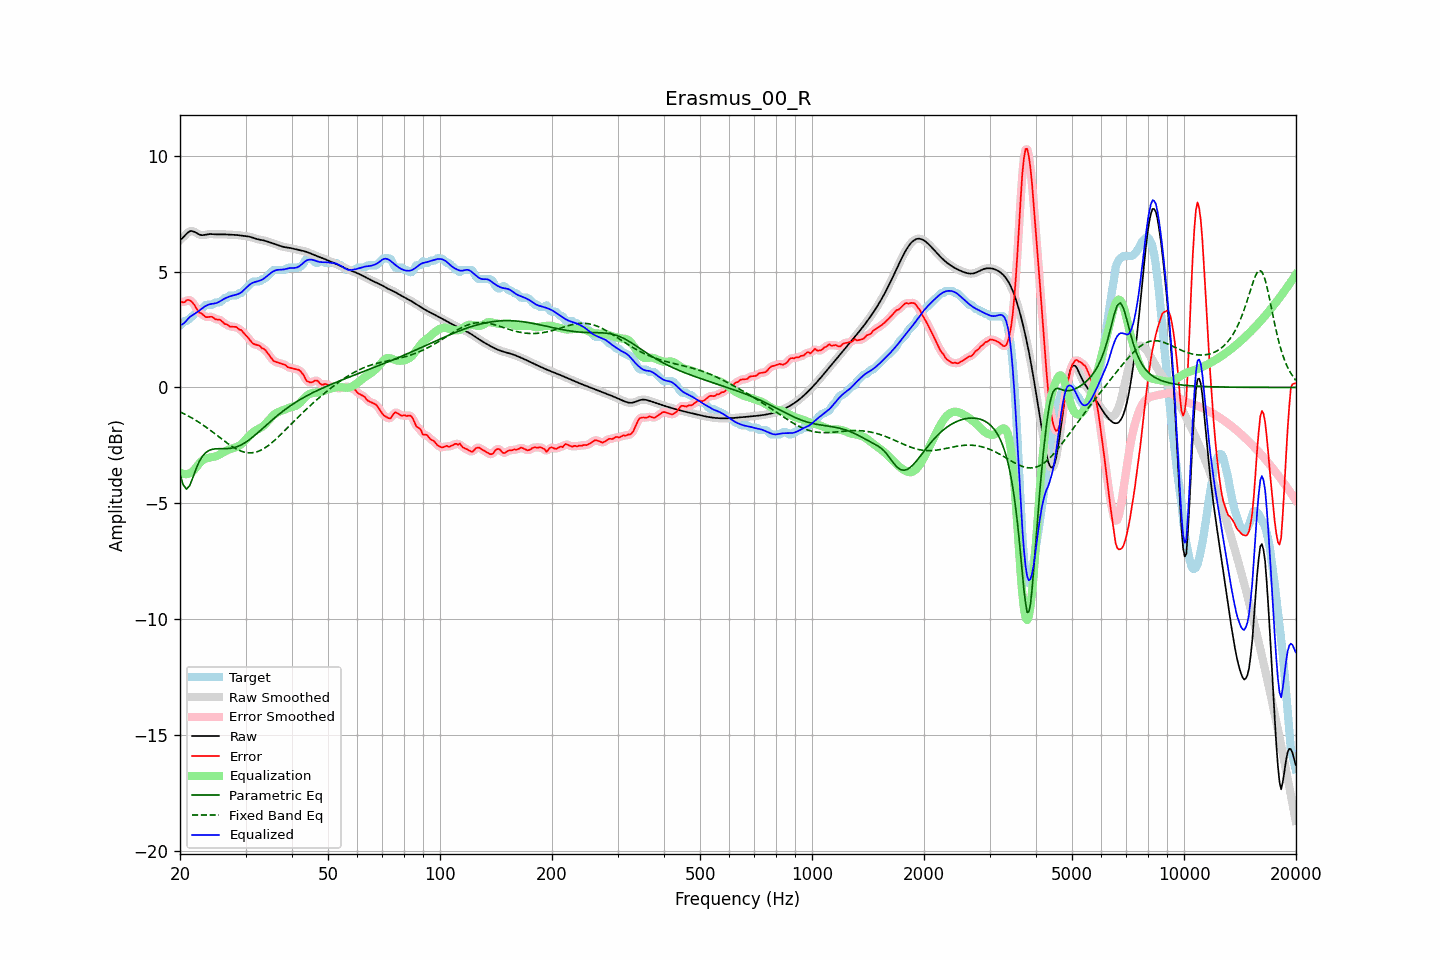 Erasmus_00_R
Amplitude (dBr)
10
5
0
−5
−10
−15
−20
Target
Raw Smoothed
Error Smoothed
Raw
Error
Equalization
Parametric Eq
Fixed Band Eq
Equalized
20 50 100 200 500 1000 2000 5000 10000 20000
Frequency (Hz)